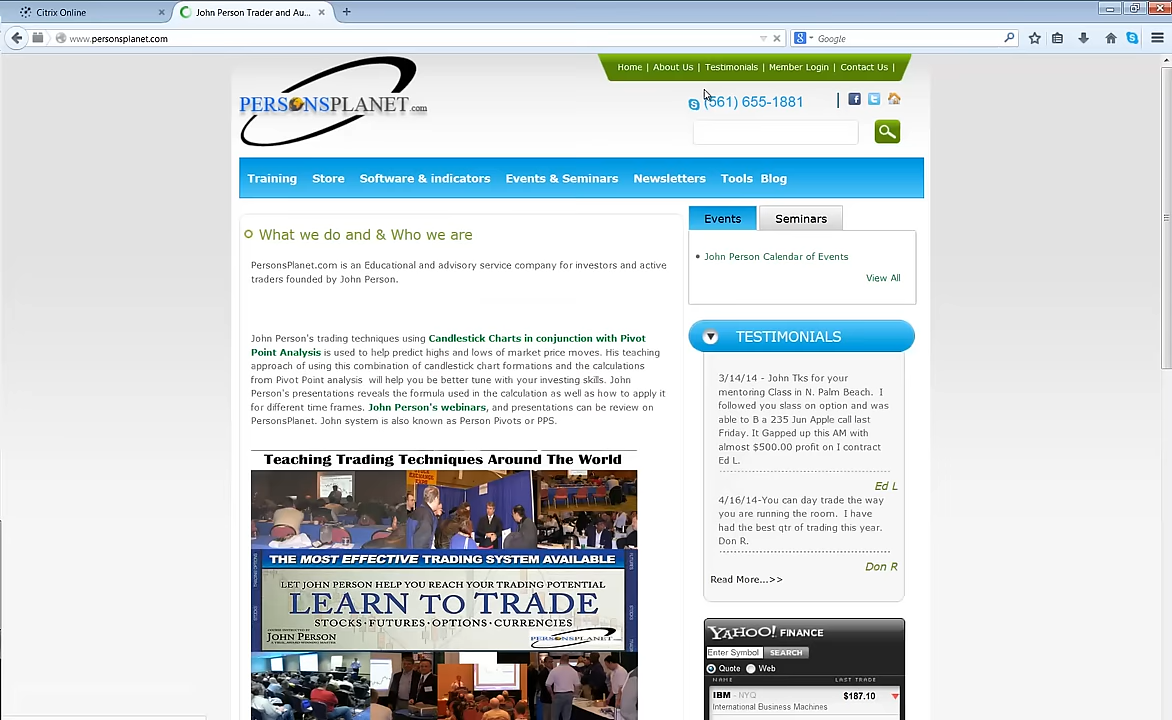 Citrix Online
John Person Trader and Au...
www.personsplanet.com
Google
Home | About Us | Testimonials | Member Login | Contact Us |
PERSONSPLANET.com
(561) 655-1881
Training Store Software & indicators Events & Seminars Newsletters Tools Blog
Events Seminars
John Person Calendar of Events
View All
What we do and & Who we are
PersonsPlanet.com is an Educational and advisory service company for investors and active
traders founded by John Person.
John Person's trading techniques using Candlestick Charts in conjunction with Pivot
Point Analysis is used to help predict highs and lows of market price moves. His teaching
approach of using this combination of candlestick chart formations and the calculations
from Pivot Point analysis will help you be better tune with your investing skills. John
Person's presentations reveals the formula used in the calculation as well as how to apply it
for different time frames. John Person's webinars, and presentations can be review on
PersonsPlanet. John system is also known as Person Pivots or PPS.
Teaching Trading Techniques Around The World
THE MOST EFFECTIVE TRADING SYSTEM AVAILABLE
LET JOHN PERSON HELP YOU REACH YOUR TRADING POTENTIAL
LEARN TO TRADE
STOCKS·FUTURES·OPTIONS·CURRENCIES
JOHN PERSON
PERSONSPLANET
TESTIMONIALS
3/14/14 - John Tks for your
mentoring Class in N. Palm Beach. I
followed you slass on option and was
able to B a 235 Jun Apple call last
Friday. It Gapped up this AM with
almost $500.00 profit on I contract
Ed L.
Ed L
4/16/14-You can day trade the way
you are running the room. I have
had the best qtr of trading this year.
Don R.
Don R
Read More...>>
YAHOO! FINANCE
Enter Symbol SEARCH
Quote Web
NAME LAST TRADE
IBM - NYQ $187.10
International Business Machines